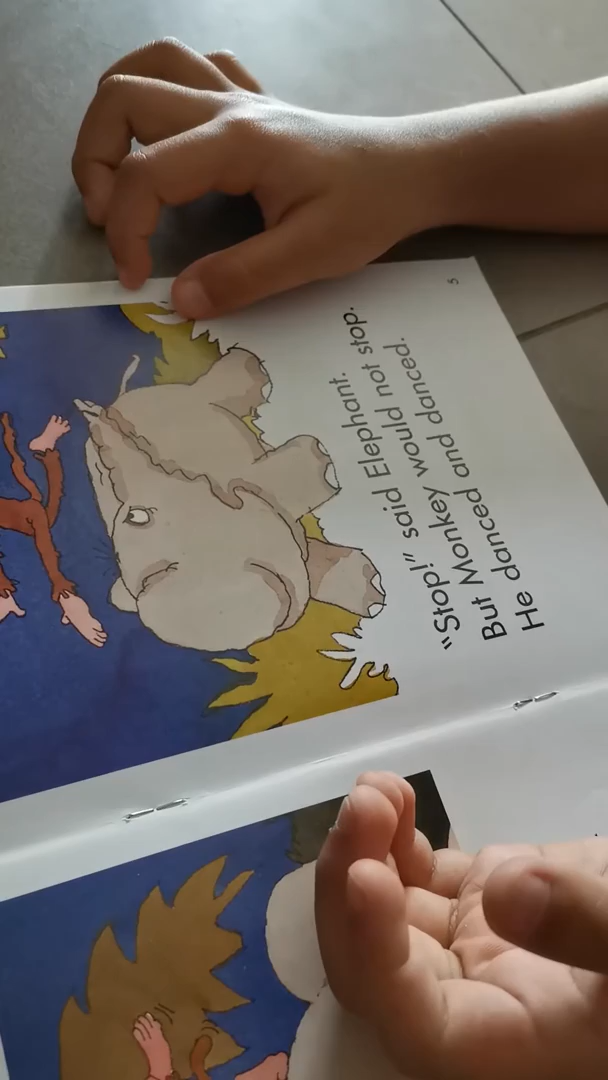 "Stop!" said Elephant.
But Monkey would not stop.
He danced and danced.
5